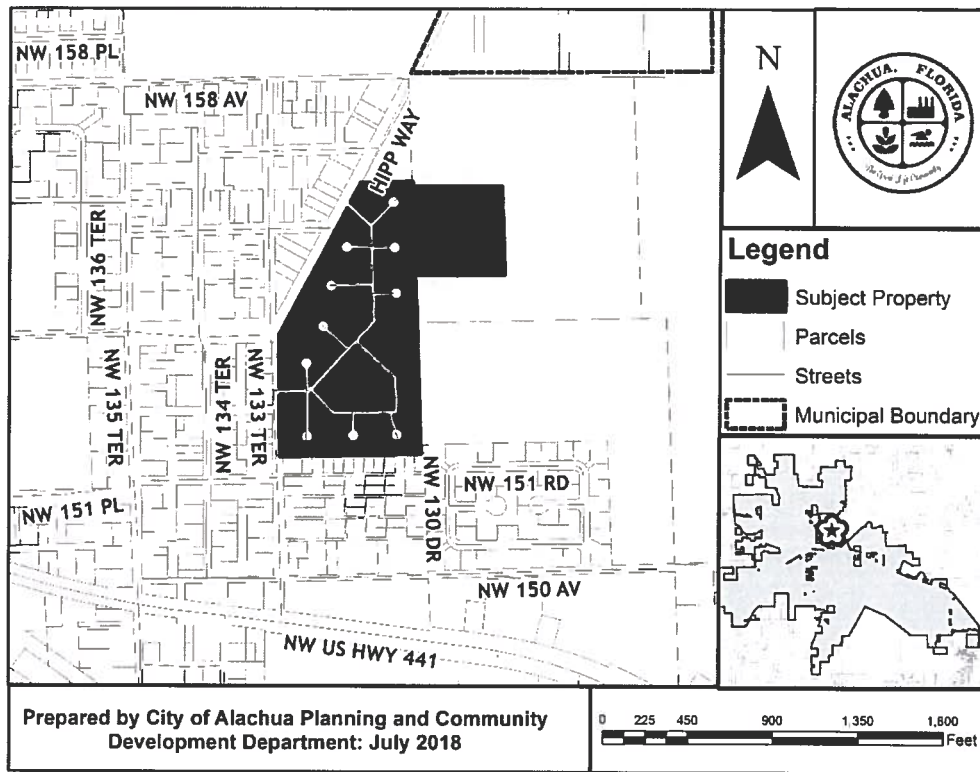 NW 158 PL
NW 158 AV
HIPP WAY
NW 136 TER
NW 135 TER
NW 134 TER
NW 133 TER
NW 151 PL
NW 130 DR
NW 151 RD
NW 150 AV
NW US HWY 441
N
ALACHUA, FLORIDA
Legend
Subject Property
Parcels
Streets
Municipal Boundary
Prepared by City of Alachua Planning and Community
Development Department: July 2018
0 225 450 900 1,350 1,800
Feet